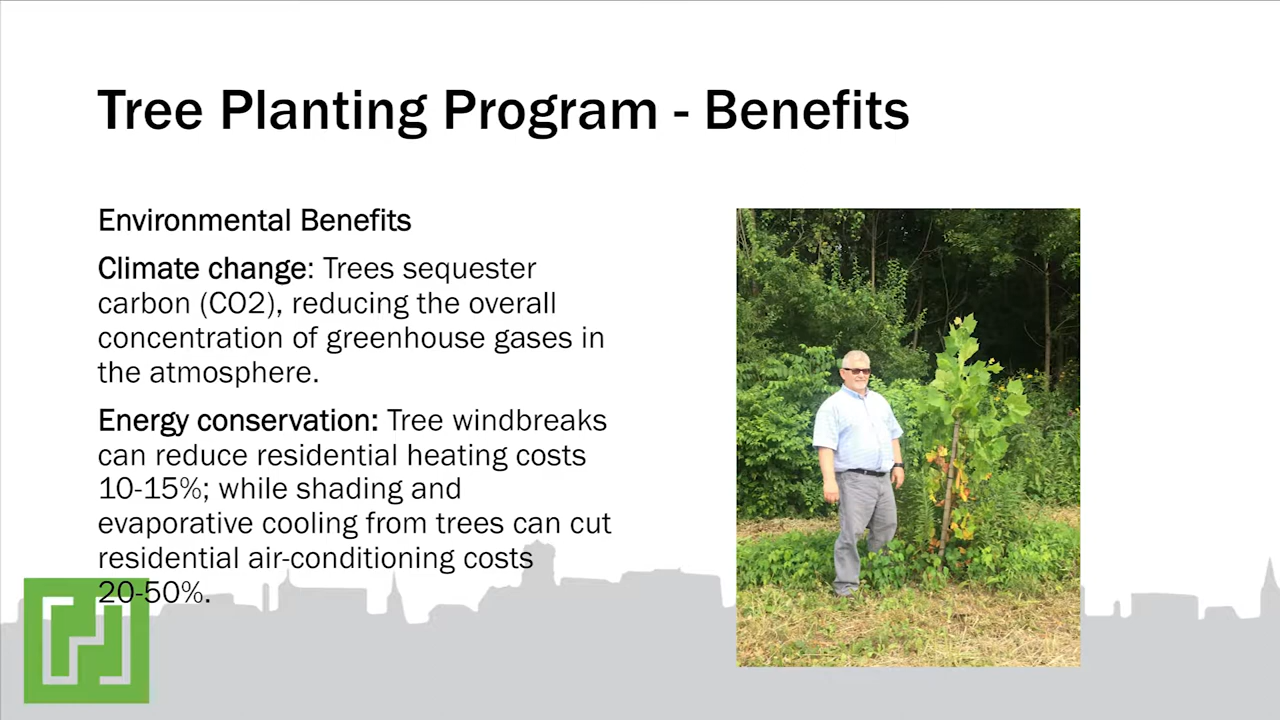 Tree Planting Program - Benefits
Environmental Benefits
Climate change: Trees sequester
carbon (CO2), reducing the overall
concentration of greenhouse gases in
the atmosphere.
Energy conservation: Tree windbreaks
can reduce residential heating costs
10-15%; while shading and
evaporative cooling from trees can cut
residential air-conditioning costs
20-50%.